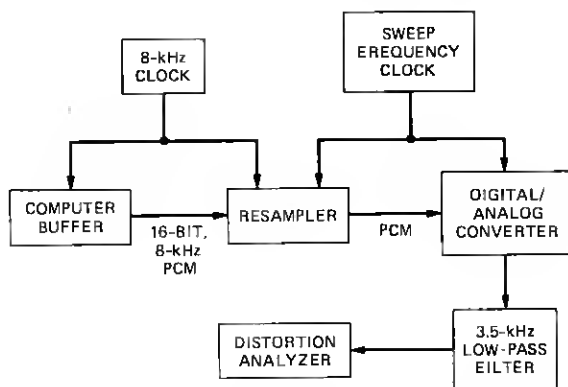 8-kHz
CLOCK
SWEEP
EREQUENCY
CLOCK
COMPUTER
BUFFER
16-BIT,
8-kHz
PCM
RESAMPLER
PCM
OIGITAL/
ANALOG
CONVERTER
DISTORTION
ANALYZER
3.5-kHz
LOW-PASS
EILTER